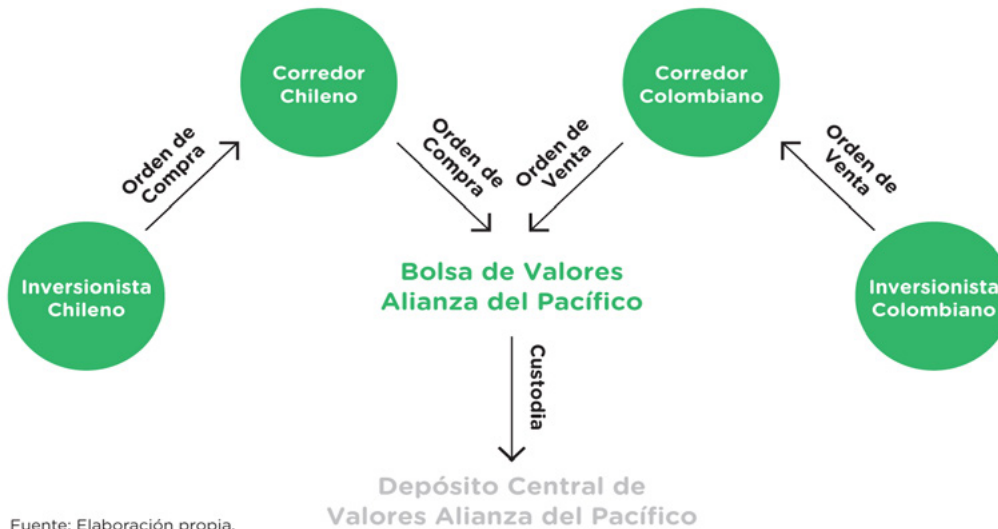 Corredor
Chileno
Corredor
Colombiano
Orden de
Compra
Orden de
Compra
Orden de
Venta
Orden de
Venta
Inversionista
Chileno
Bolsa de Valores
Alianza del Pacífico
Inversionista
Colombiano
Custodia
Depósito Central de
Valores Alianza del Pacífico
Fuente: Elaboración propia.